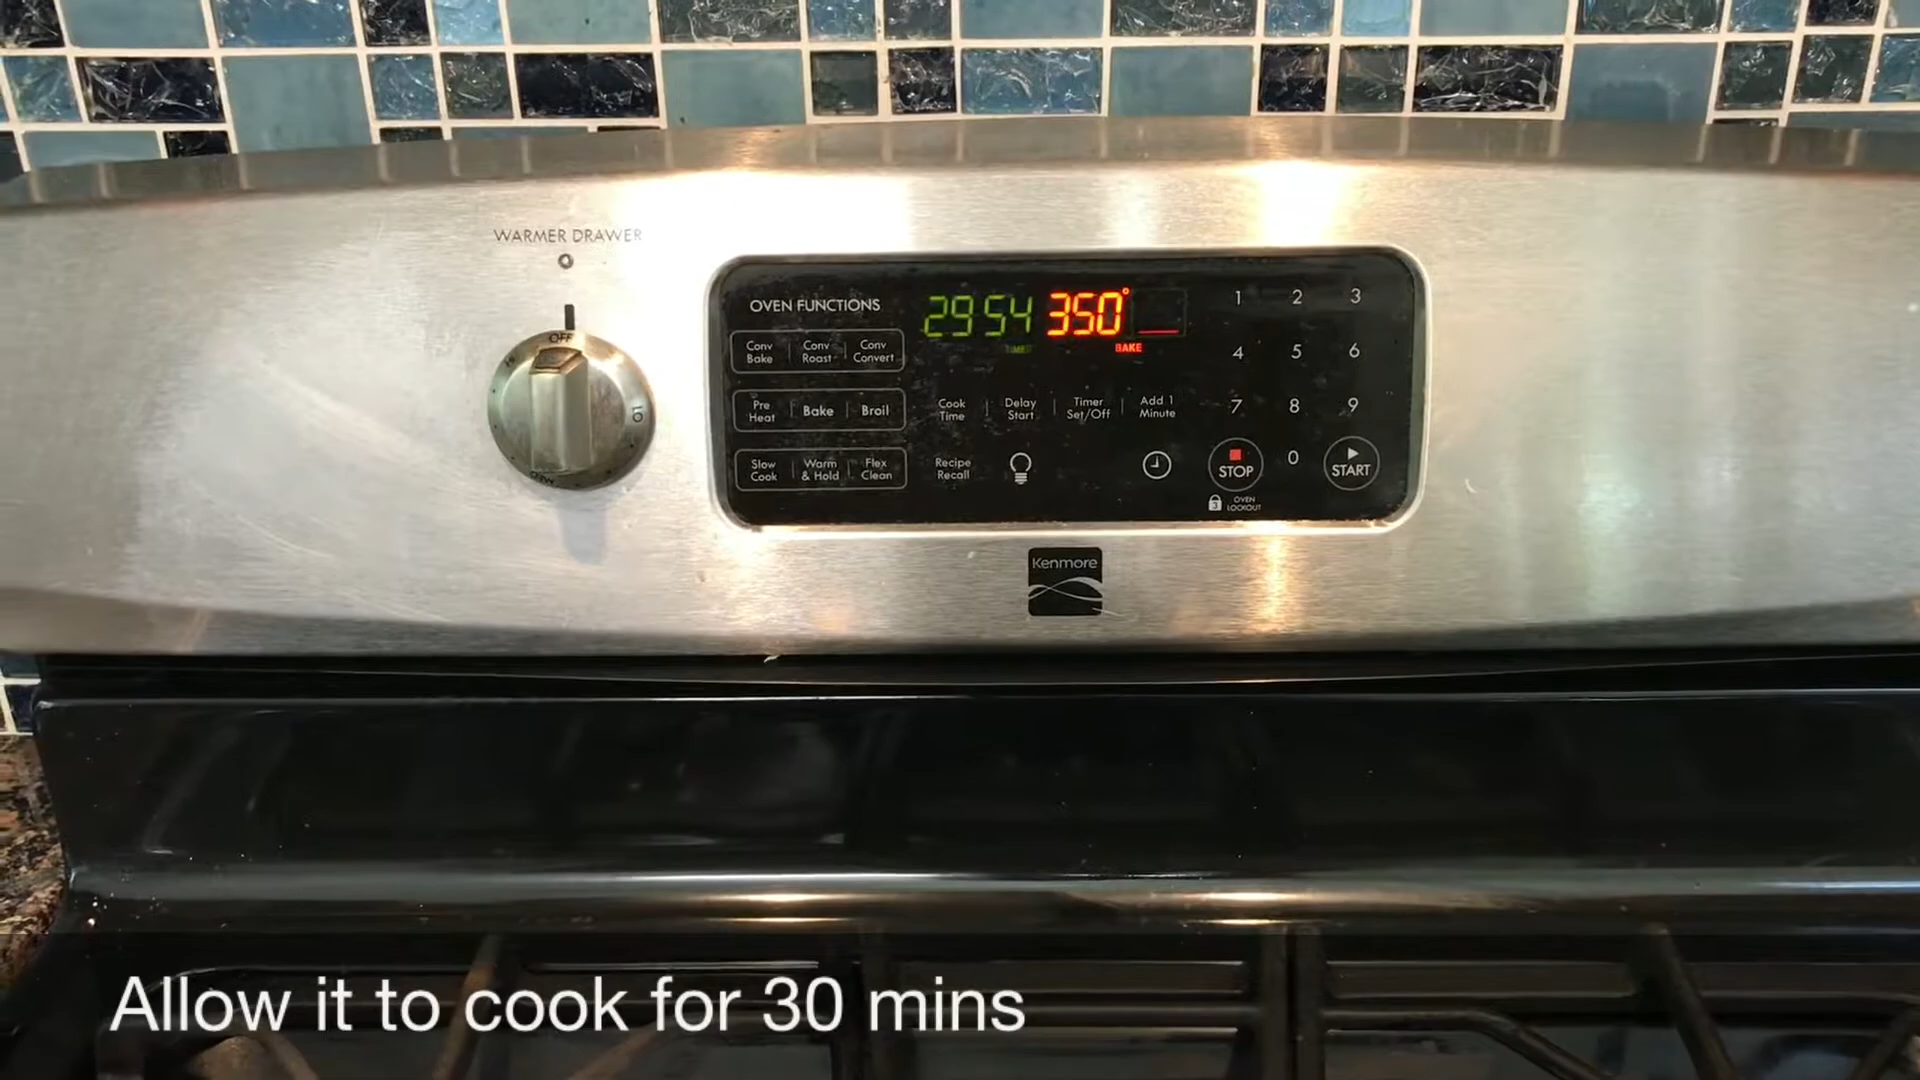 WARMER DRAWER
OFF
LO
MED
HI
OVEN FUNCTIONS
Conv Bake
Conv Roast
Conv Convert
Pre Heat
Bake
Broil
Slow Cook
Warm & Hold
Flex Clean
29 54
TIMER
350°
BAKE
Cook Time
Delay Start
Timer Set/Off
Add 1 Minute
Recipe Recall
1 2 3
4 5 6
7 8 9
STOP
0
START
3
OVEN LOCKOUT
Kenmore
Allow it to cook for 30 mins